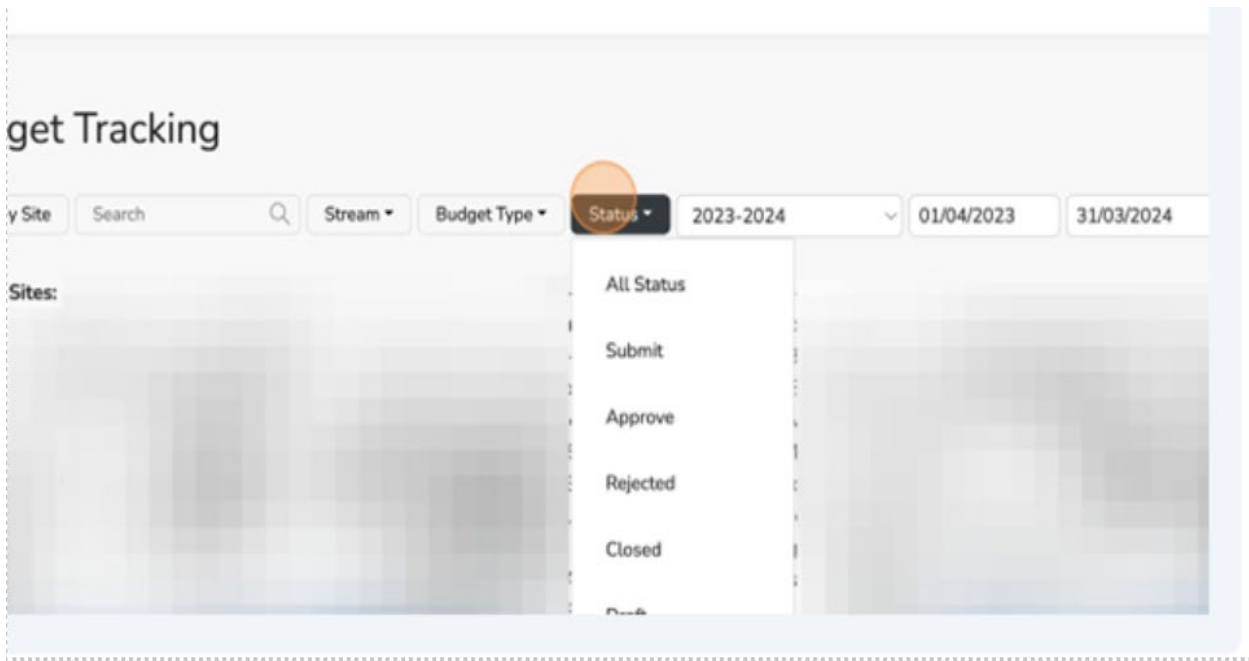 get Tracking
y Site Search Stream Budget Type Status 2023-2024 01/04/2023 31/03/2024
Sites:
All Status
Submit
Approve
Rejected
Closed
Draft